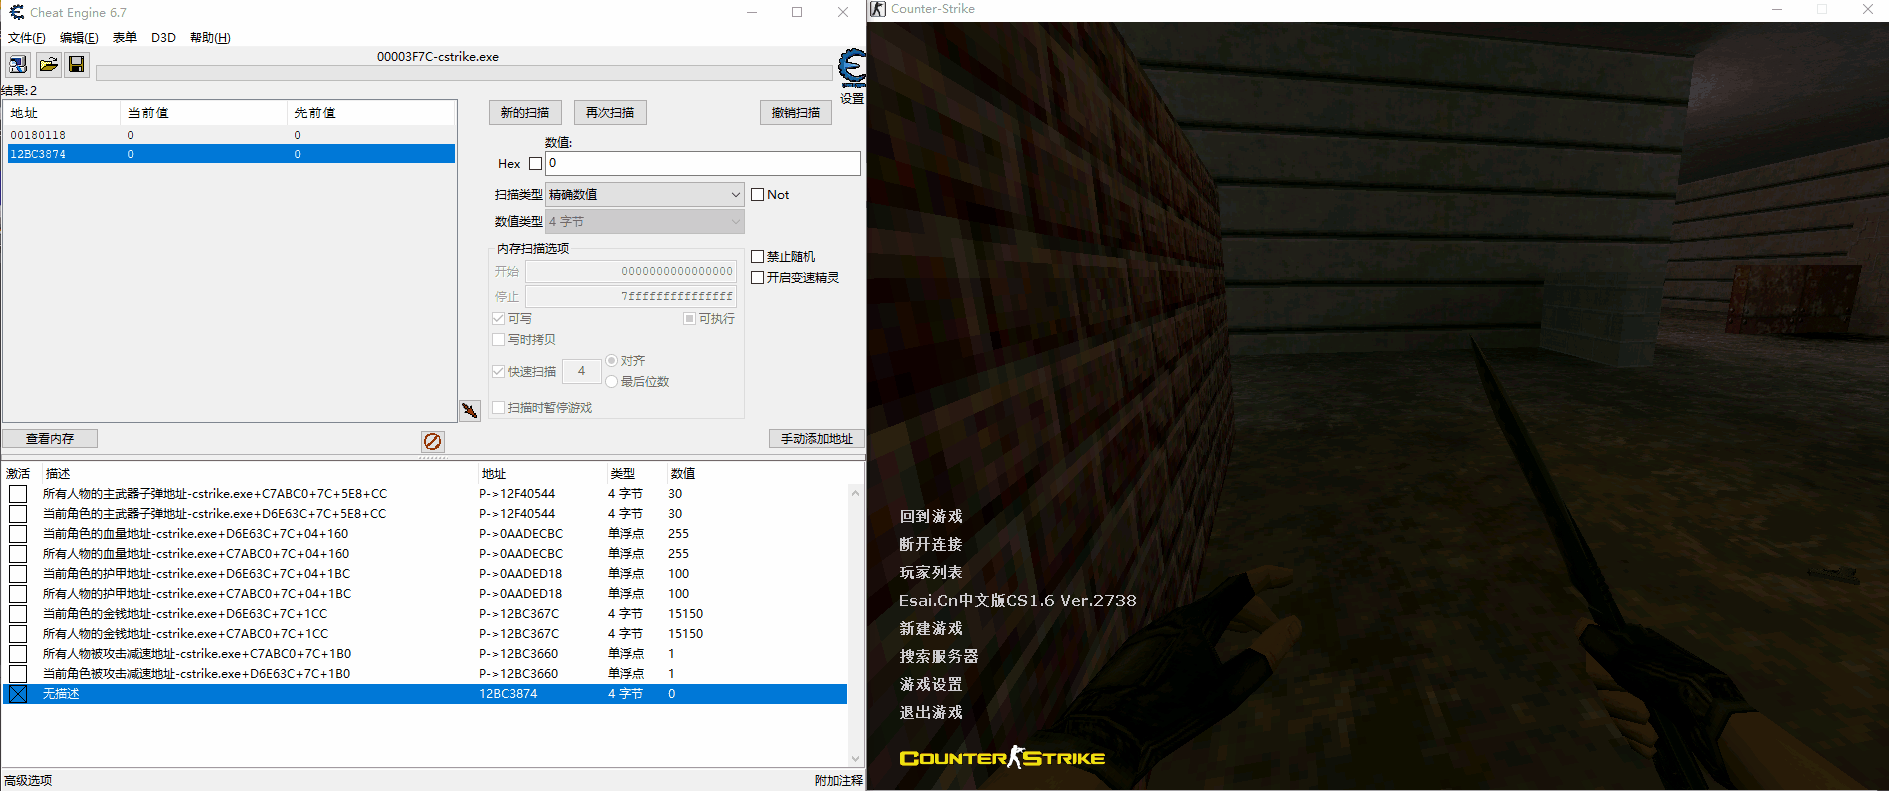 Cheat Engine 6.7
文件(F) 编辑(E) 表单 D3D 帮助(H)
00003F7C-cstrike.exe
设置
结果: 2
地址 当前值 先前值
00180118 0 0
12BC3874 0 0
新的扫描 再次扫描 撤销扫描
数值:
Hex 0
扫描类型 精确数值 Not
数值类型 4 字节
内存扫描选项
开始 0000000000000000
停止 7fffffffffffffff
可写 可执行
写时拷贝
快速扫描 4 对齐
最后位数
扫描时暂停游戏
禁止随机
开启变速精灵
查看内存 手动添加地址
激活 描述 地址 类型 数值
所有人物的主武器子弹地址-cstrike.exe+C7ABC0+7C+5E8+CC P->12F40544 4 字节 30
当前角色的主武器子弹地址-cstrike.exe+D6E63C+7C+5E8+CC P->12F40544 4 字节 30
当前角色的血量地址-cstrike.exe+D6E63C+7C+04+160 P->0AADECBC 单浮点 255
所有人物的血量地址-cstrike.exe+C7ABC0+7C+04+160 P->0AADECBC 单浮点 255
当前角色的护甲地址-cstrike.exe+D6E63C+7C+04+1BC P->0AADED18 单浮点 100
所有人物的护甲地址-cstrike.exe+C7ABC0+7C+04+1BC P->0AADED18 单浮点 100
当前角色的金钱地址-cstrike.exe+D6E63C+7C+1CC P->12BC367C 4 字节 15150
所有人物的金钱地址-cstrike.exe+C7ABC0+7C+1CC P->12BC367C 4 字节 15150
所有人物被攻击减速地址-cstrike.exe+C7ABC0+7C+1B0 P->12BC3660 单浮点 1
当前角色被攻击减速地址-cstrike.exe+D6E63C+7C+1B0 P->12BC3660 单浮点 1
无描述 12BC3874 4 字节 0
高级选项 附加注释
Counter-Strike
回到游戏
断开连接
玩家列表
Esai.Cn中文版CS1.6 Ver.2738
新建游戏
搜索服务器
游戏设置
退出游戏
COUNTER STRIKE